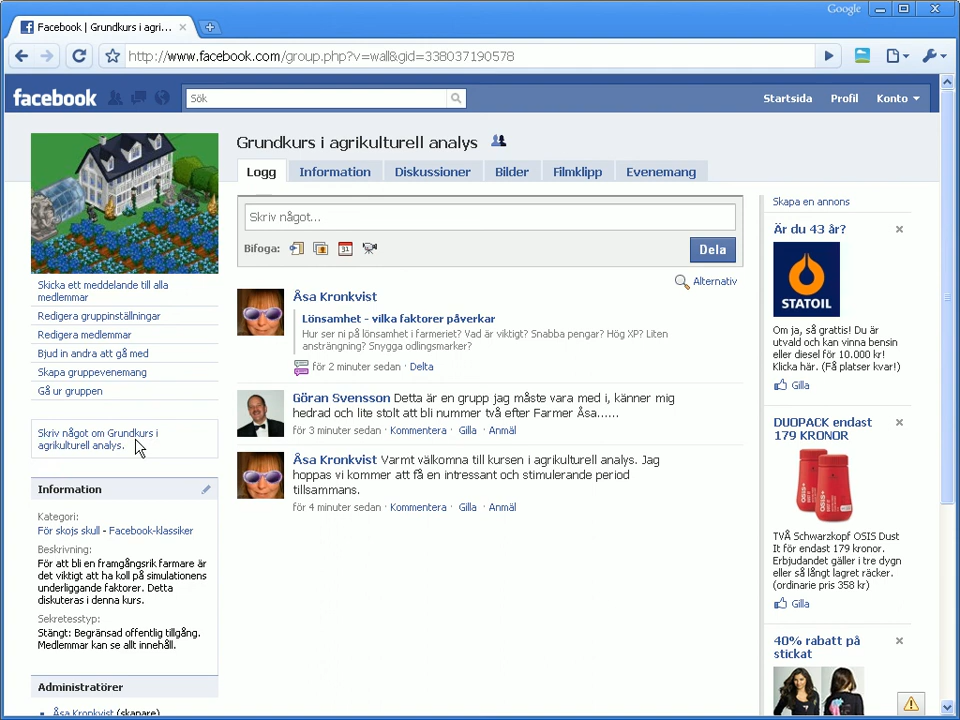 Google
Facebook | Grundkurs i agri...
http://www.facebook.com/group.php?v=wall&gid=338037190578
facebook
Sök
Startsida
Profil
Konto
Grundkurs i agrikulturell analys
Logg
Information
Diskussioner
Bilder
Filmklipp
Evenemang
Skriv något...
Bifoga:
31
Dela
Alternativ
Skicka ett meddelande till alla
medlemmar
Redigera gruppinställningar
Redigera medlemmar
Bjud in andra att gå med
Skapa gruppevenemang
Gå ur gruppen
Skriv något om Grundkurs i
agrikulturell analys.
Information
Kategori:
För skojs skull - Facebook-klassiker
Beskrivning:
För att bli en framgångsrik farmare är
det viktigt att ha koll på simulationens
underliggande faktorer. Detta
diskuteras i denna kurs.
Sekretesstyp:
Stängt: Begränsad offentlig tillgång.
Medlemmar kan se allt innehåll.
Administratörer
Åsa Kronkvist (skapare)
Åsa Kronkvist
Lönsamhet - vilka faktorer påverkar
Hur ser ni på lönsamhet i farmeriet? Vad är viktigt? Snabba pengar? Hög XP? Liten
ansträngning? Snygga odlingsmarker?
för 2 minuter sedan · Delta
Göran Svensson Detta är en grupp jag måste vara med i, känner mig
hedrad och lite stolt att bli nummer två efter Farmer Åsa......
för 3 minuter sedan · Kommentera · Gilla · Anmäl
Åsa Kronkvist Varmt välkomna till kursen i agrikulturell analys. Jag
hoppas vi kommer att få en intressant och stimulerande period
tillsammans.
för 4 minuter sedan · Kommentera · Gilla · Anmäl
Skapa en annons
Är du 43 år?
STATOIL
Om ja, så grattis! Du är
utvald och kan vinna bensin
eller diesel för 10.000 kr!
Klicka här. (Få platser kvar!)
Gilla
DUOPACK endast
179 KRONOR
OSIS+
OSIS+
TVÅ Schwarzkopf OSIS Dust
It för endast 179 kronor.
Erbjudandet gäller i tre dygn
eller så långt lagret räcker.
(ordinarie pris 358 kr)
Gilla
40% rabatt på
stickat